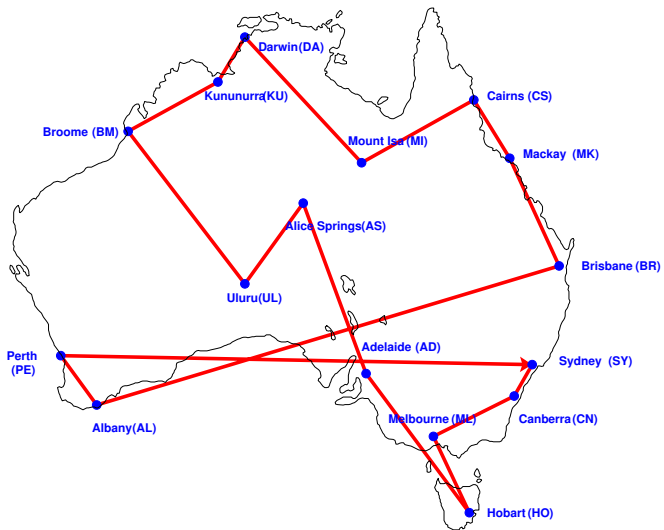 Darwin (DA)
Kununurra(KU)
Cairns (CS)
Broome (BM)
Mount Isa (MI)
Mackay (MK)
Alice Springs(AS)
Brisbane (BR)
Uluru(UL)
Adelaide (AD)
Perth
(PE)
Sydney (SY)
Albany(AL)
Melbourne (ML)
Canberra(CN)
Hobart (HO)